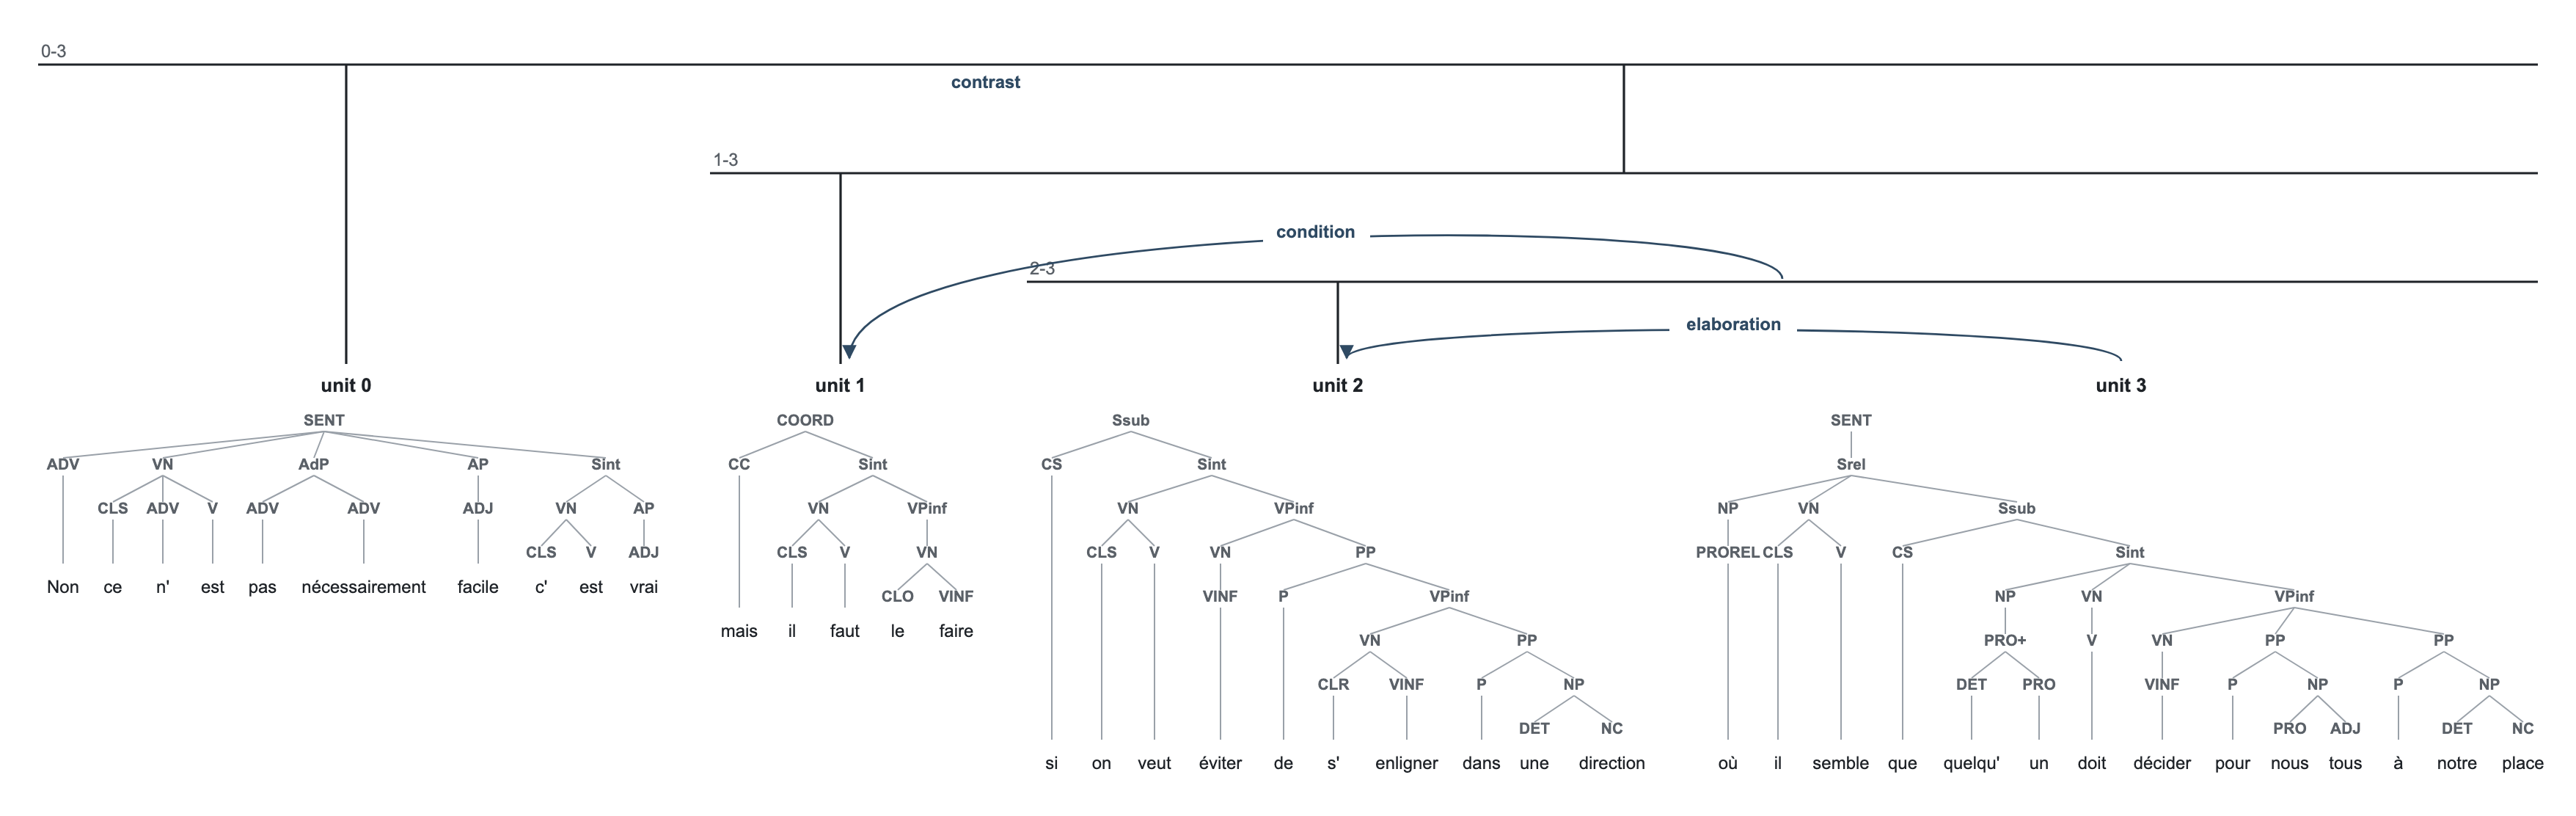 0-3
contrast
1-3
condition
2-3
elaboration
unit 0 unit 1 unit 2 unit 3
SENT COORD Ssub SENT
ADV VN AdP AP Sint CC Sint CS Sint Srel
CLS ADV V ADV ADV ADJ VN AP VN VPinf VN VPinf NP VN Ssub
CLS V ADJ CLS V VN CLS V VN PP PROREL CLS V CS Sint
CLO VINF VINF P VPinf NP VN VPinf
Non ce n' est pas nécessairement facile c' est vrai
mais il faut le faire VN PP PRO+ V VN PP PP
CLR VINF P NP DET PRO VINF P NP P NP
DET NC PRO ADJ DET NC
si on veut éviter de s' enligner dans une direction où il semble que quelqu' un doit décider pour nous tous à notre place